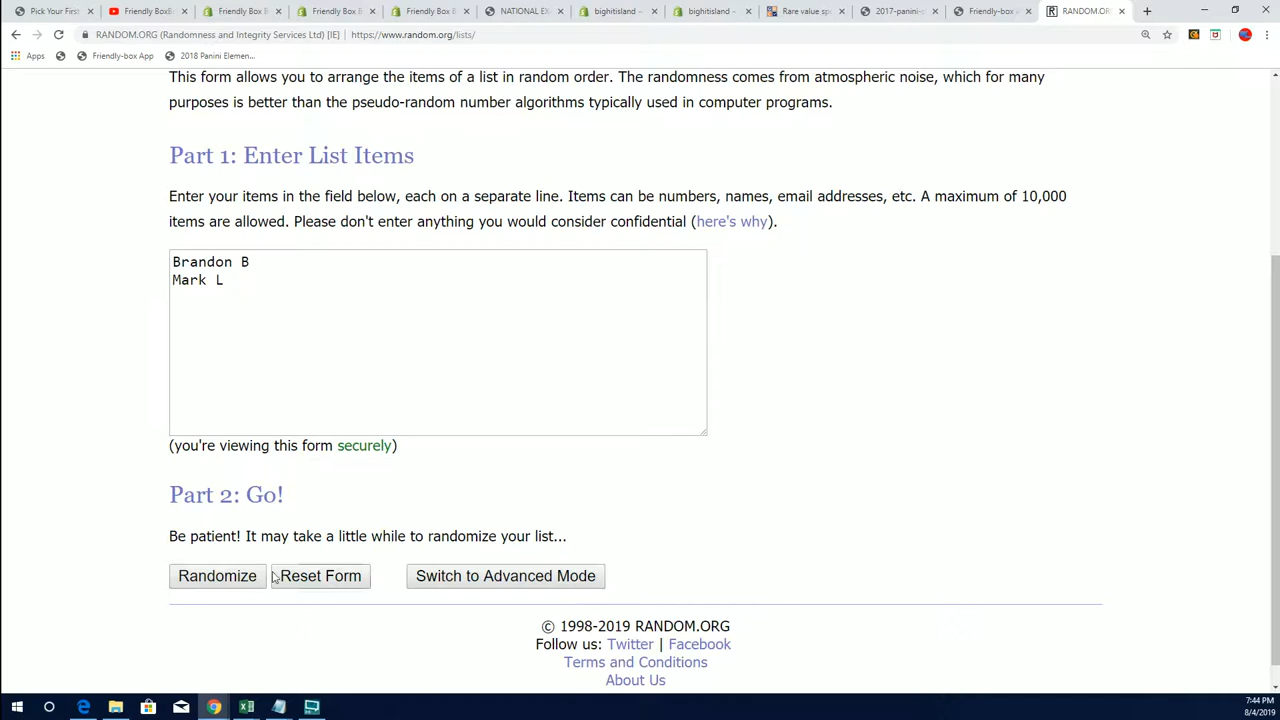 Pick Your First
Friendly BoxB
Friendly Box B
Friendly Box B
Friendly Box B
NATIONAL EX
bighitisland –
bighitisland –
Rare value sp
2017-panini-s
Friendly-box A
RANDOM.OR
RANDOM.ORG (Randomness and Integrity Services Ltd) [IE] | https://www.random.org/lists/
Apps
Friendly-box App
2018 Panini Elemen...
This form allows you to arrange the items of a list in random order. The randomness comes from atmospheric noise, which for many
purposes is better than the pseudo-random number algorithms typically used in computer programs.
Part 1: Enter List Items
Enter your items in the field below, each on a separate line. Items can be numbers, names, email addresses, etc. A maximum of 10,000
items are allowed. Please don't enter anything you would consider confidential (here's why).
Brandon B
Mark L
(you're viewing this form securely)
Part 2: Go!
Be patient! It may take a little while to randomize your list...
Randomize
Reset Form
Switch to Advanced Mode
© 1998-2019 RANDOM.ORG
Follow us: Twitter | Facebook
Terms and Conditions
About Us
7:44 PM
8/4/2019